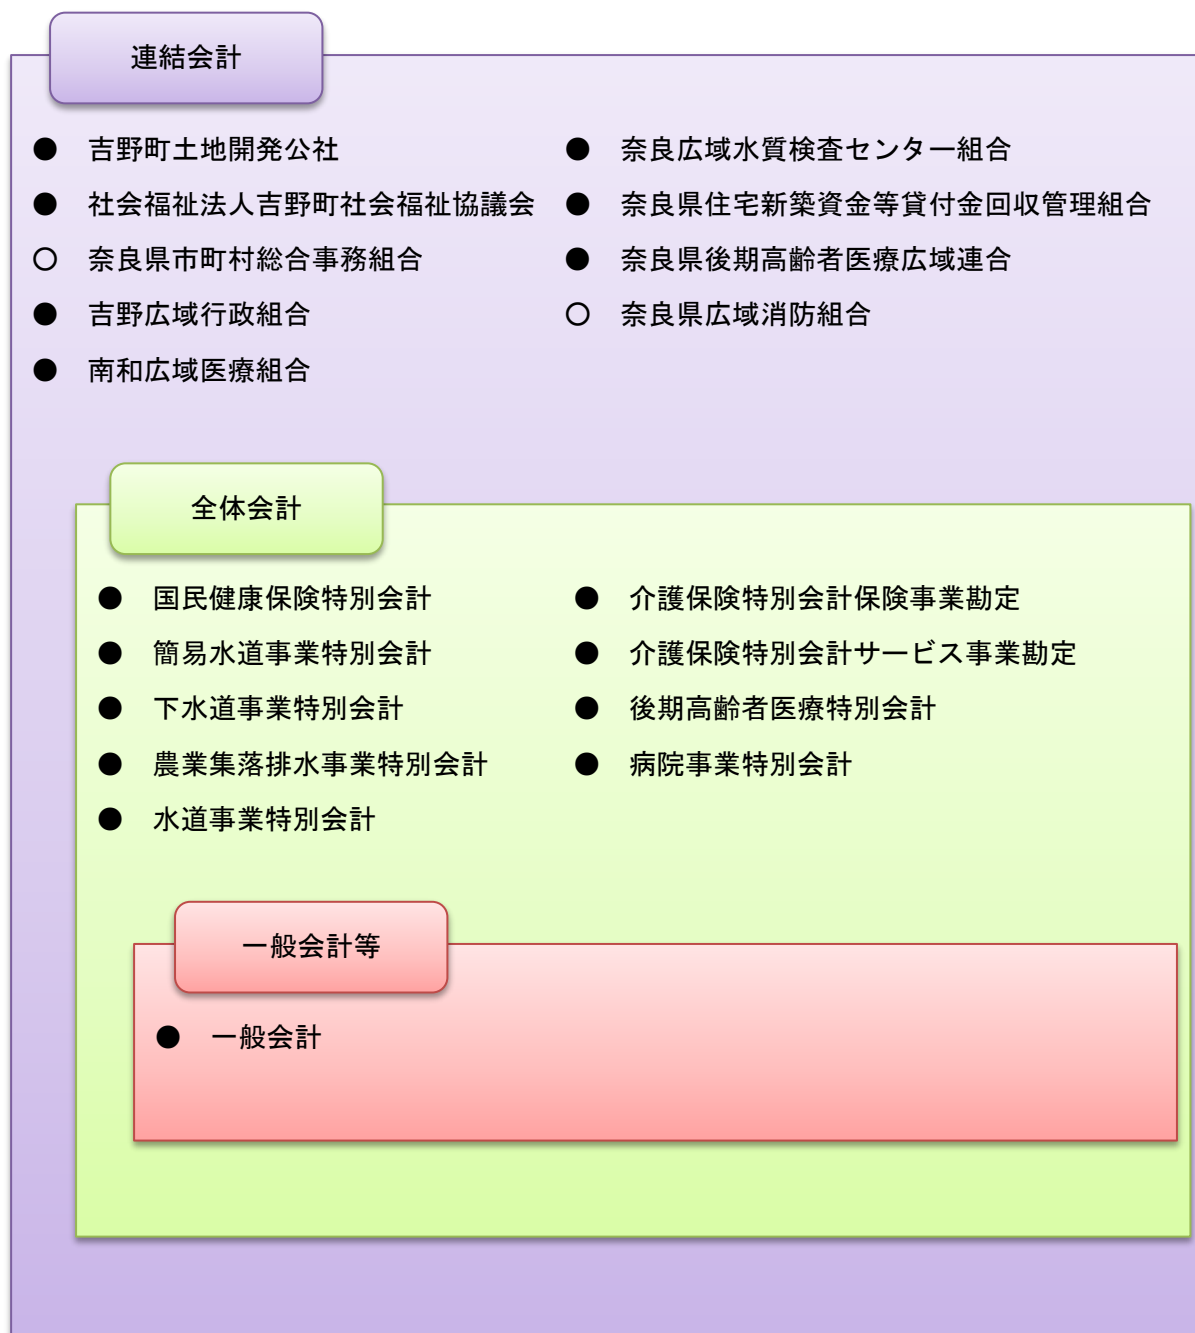 連結会計
● 吉野町土地開発公社
● 社会福祉法人吉野町社会福祉協議会
○ 奈良県市町村総合事務組合
● 吉野広域行政組合
● 南和広域医療組合
● 奈良広域水質検査センター組合
● 奈良県住宅新築資金等貸付金回収管理組合
● 奈良県後期高齢者医療広域連合
○ 奈良県広域消防組合
全体会計
● 国民健康保険特別会計
● 簡易水道事業特別会計
● 下水道事業特別会計
● 農業集落排水事業特別会計
● 水道事業特別会計
● 介護保険特別会計保険事業勘定
● 介護保険特別会計サービス事業勘定
● 後期高齢者医療特別会計
● 病院事業特別会計
一般会計等
● 一般会計